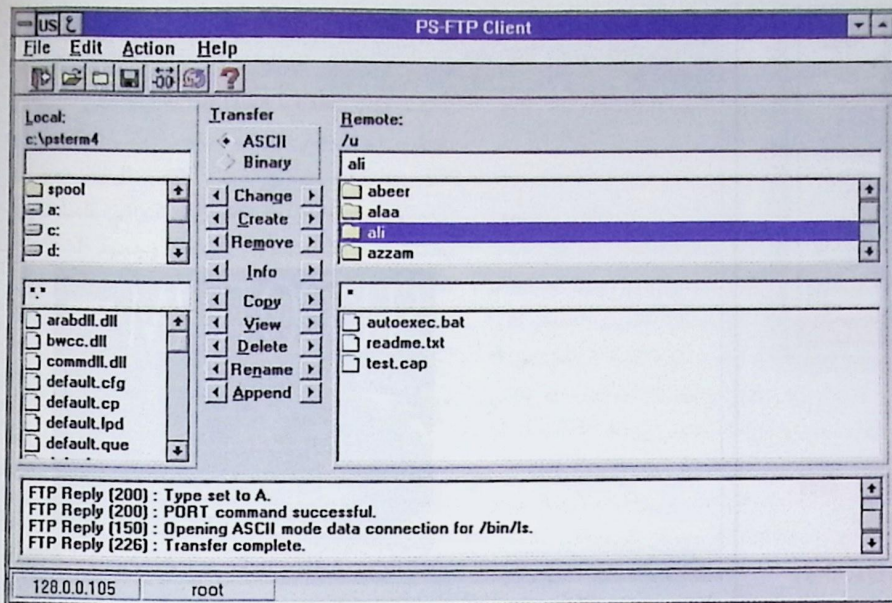 US ع PS-FTP Client
File Edit Action Help
Local:
c:\psterm4
spool
a:
c:
d:
*.*
arabdll.dll
bwcc.dll
commdll.dll
default.cfg
default.cp
default.lpd
default.que
Transfer
ASCII
Binary
Change
Create
Remove
Info
Copy
View
Delete
Rename
Append
Remote:
/u
ali
abeer
alaa
ali
azzam
*
autoexec.bat
readme.txt
test.cap
FTP Reply (200) : Type set to A.
FTP Reply (200) : PORT command successful.
FTP Reply (150) : Opening ASCII mode data connection for /bin/ls.
FTP Reply (226) : Transfer complete.
128.0.0.105 root